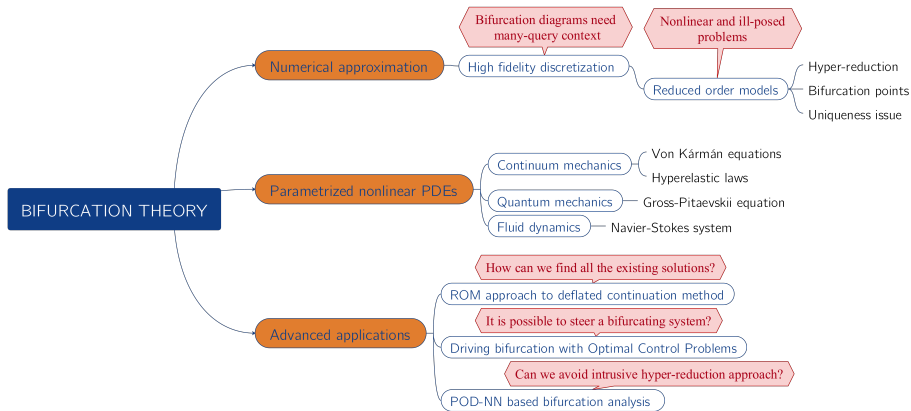 Bifurcation diagrams need
many-query context
Nonlinear and ill-posed
problems
Numerical approximation
High fidelity discretization
Reduced order models
Hyper-reduction
Bifurcation points
Uniqueness issue
BIFURCATION THEORY
Parametrized nonlinear PDEs
Continuum mechanics
Von Kármán equations
Hyperelastic laws
Quantum mechanics
Gross-Pitaevskii equation
Fluid dynamics
Navier-Stokes system
Advanced applications
How can we find all the existing solutions?
ROM approach to deflated continuation method
It is possible to steer a bifurcating system?
Driving bifurcation with Optimal Control Problems
Can we avoid intrusive hyper-reduction approach?
POD-NN based bifurcation analysis